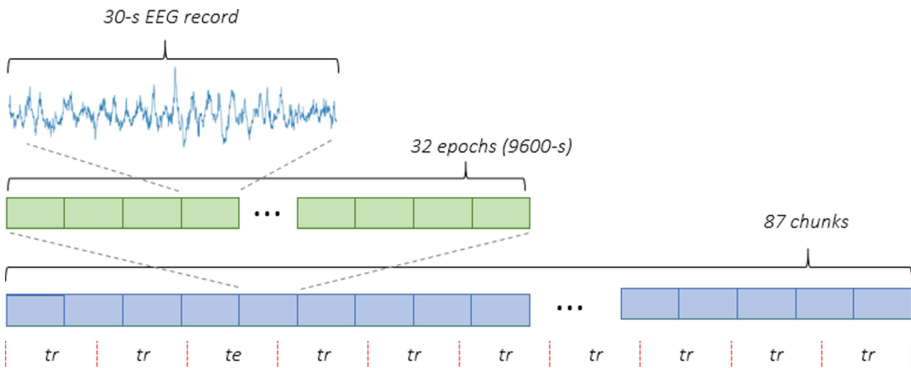 30-s EEG record
32 epochs (9600-s)
...
87 chunks
...
tr tr te tr tr tr tr tr tr tr